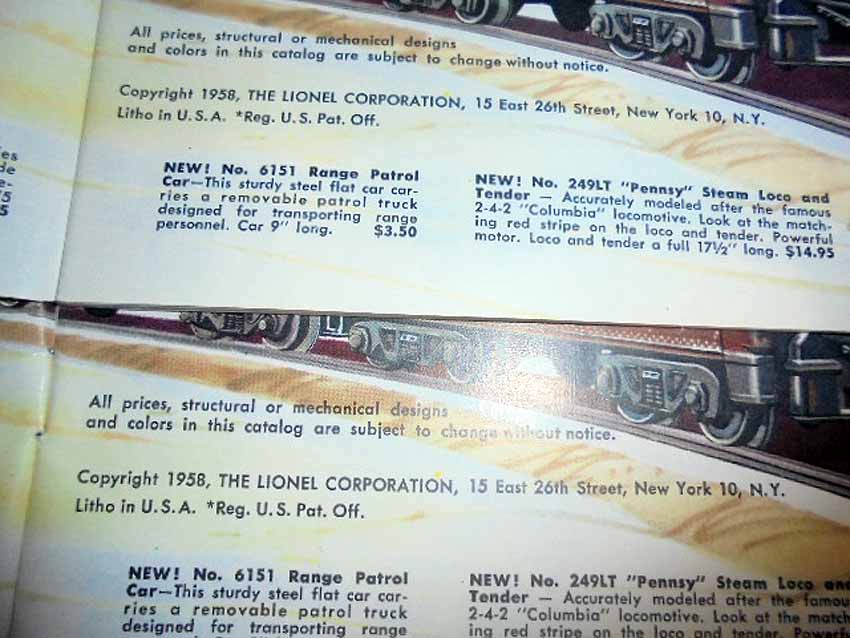 All prices, structural or mechanical designs
and colors in this catalog are subject to change without notice.
Copyright 1958, THE LIONEL CORPORATION, 15 East 26th Street, New York 10, N.Y.
Litho in U.S.A. *Reg. U.S. Pat. Off.
NEW! No. 6151 Range Patrol
Car—This sturdy steel flat car car-
ries a removable patrol truck
designed for transporting range
personnel. Car 9" long. $3.50
NEW! No. 249LT "Pennsy" Steam Loco and
Tender — Accurately modeled after the famous
2-4-2 "Columbia" locomotive. Look at the match-
ing red stripe on the loco and tender. Powerful
motor. Loco and tender a full 17½" long. $14.95
All prices, structural or mechanical designs
and colors in this catalog are subject to change without notice.
Copyright 1958, THE LIONEL CORPORATION, 15 East 26th Street, New York 10, N.Y.
Litho in U.S.A. *Reg. U.S. Pat. Off.
NEW! No. 6151 Range Patrol
Car—This sturdy steel flat car car-
ries a removable patrol truck
designed for transporting range
NEW! No. 249LT "Pennsy" Steam Loco and
Tender — Accurately modeled after the famou
2-4-2 "Columbia" locomotive. Look at the match
ing red stripe on the loco and tender. Powerf